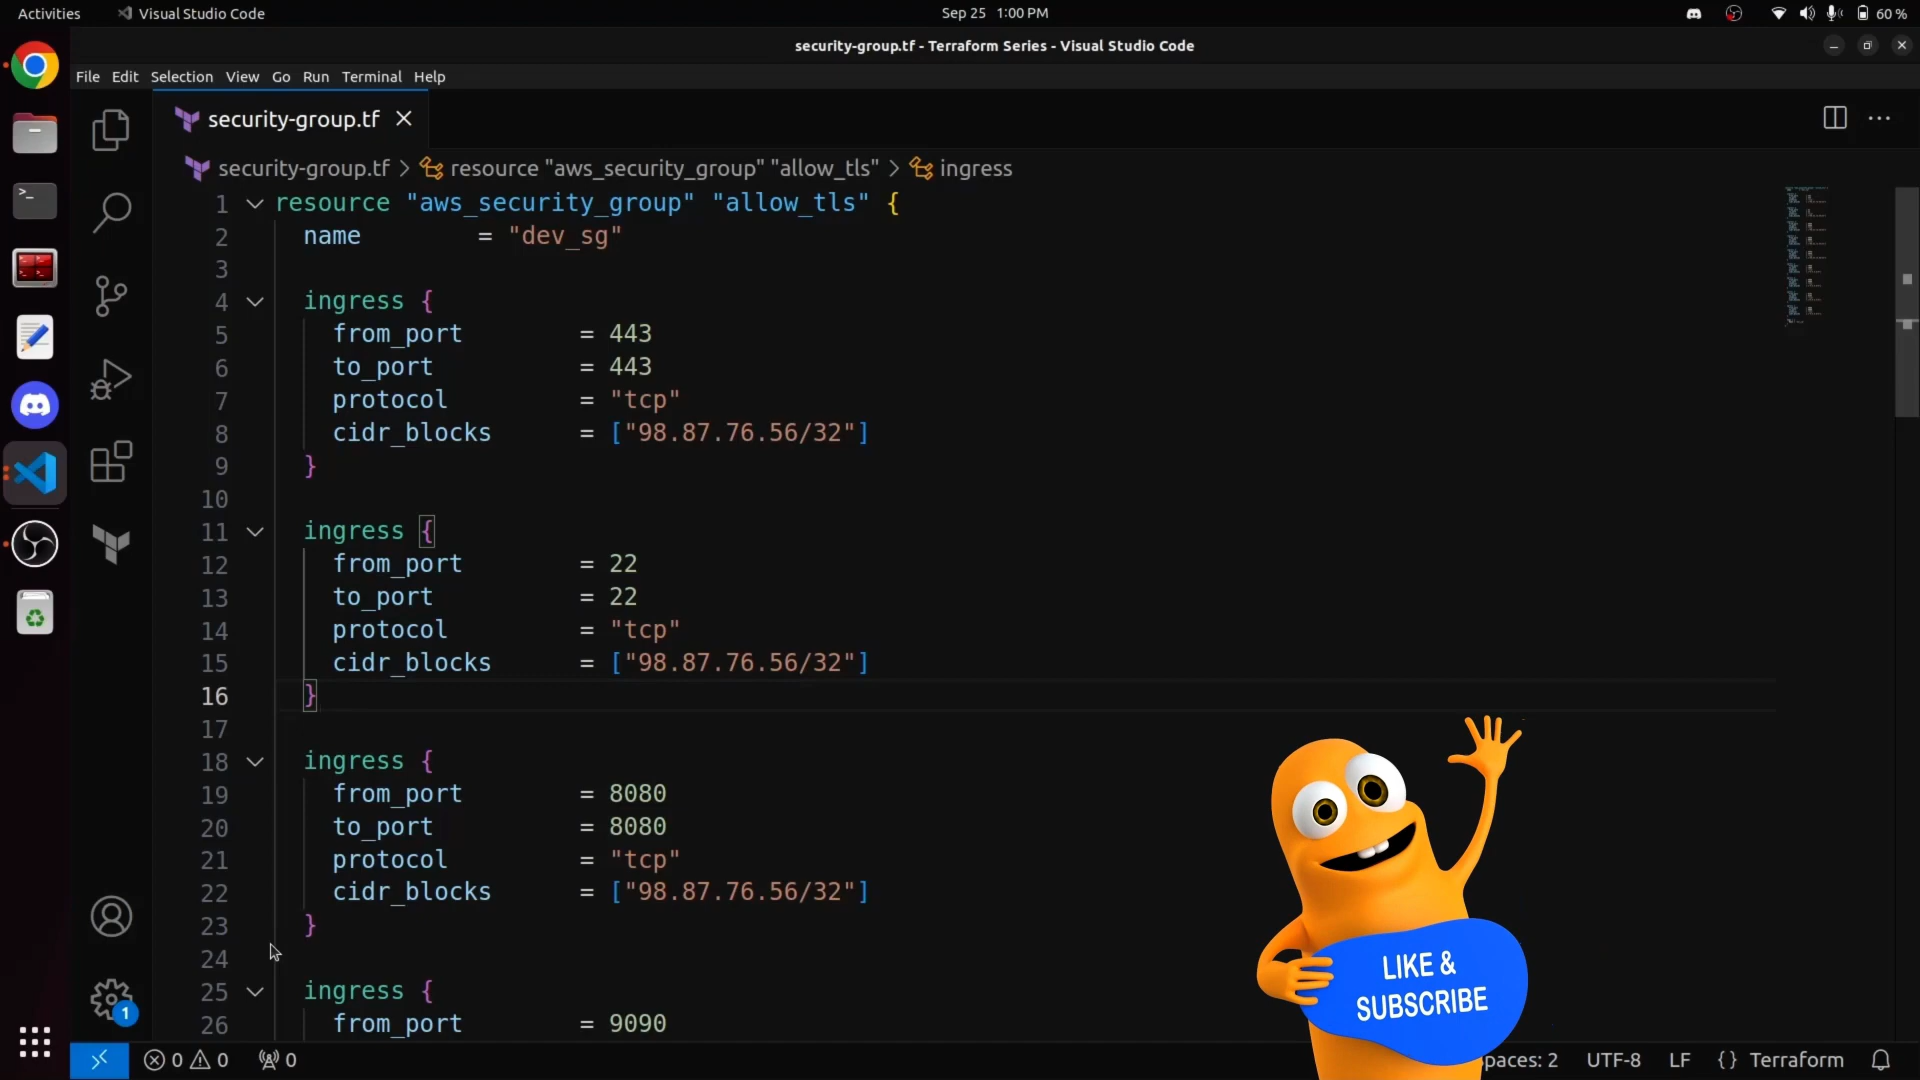 Activities Visual Studio Code Sep 25 1:00 PM 60 %
security-group.tf - Terraform Series - Visual Studio Code
File Edit Selection View Go Run Terminal Help
security-group.tf
security-group.tf > resource "aws_security_group" "allow_tls" > ingress
1 resource "aws_security_group" "allow_tls" {
2 name = "dev_sg"
3
4 ingress {
5 from_port = 443
6 to_port = 443
7 protocol = "tcp"
8 cidr_blocks = ["98.87.76.56/32"]
9 }
10
11 ingress {
12 from_port = 22
13 to_port = 22
14 protocol = "tcp"
15 cidr_blocks = ["98.87.76.56/32"]
16 }
17
18 ingress {
19 from_port = 8080
20 to_port = 8080
21 protocol = "tcp"
22 cidr_blocks = ["98.87.76.56/32"]
23 }
24
25 ingress {
26 from_port = 9090
LIKE &
SUBSCRIBE
1
0 0 0 paces: 2 UTF-8 LF {} Terraform